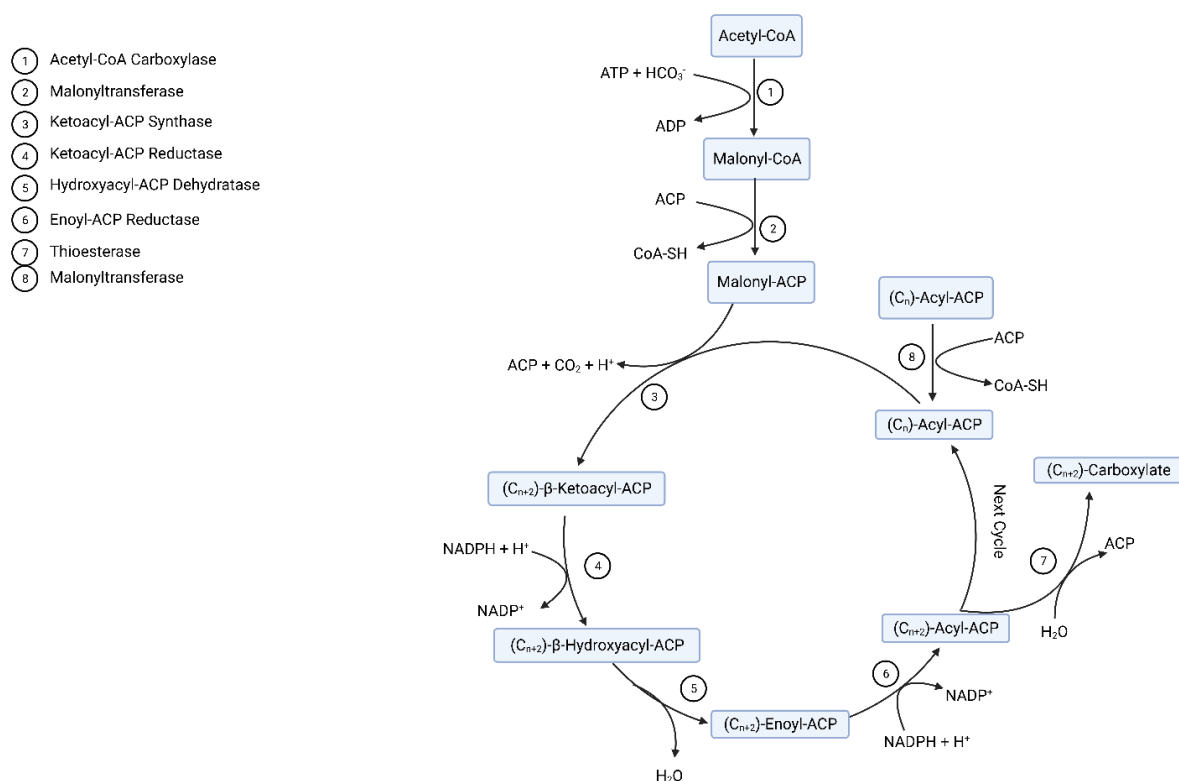 1 Acetyl-CoA Carboxylase
2 Malonyltransferase
3 Ketoacyl-ACP Synthase
4 Ketoacyl-ACP Reductase
5 Hydroxyacyl-ACP Dehydratase
6 Enoyl-ACP Reductase
7 Thioesterase
8 Malonyltransferase
Acetyl-CoA
ATP + HCO₃⁻
1
ADP
Malonyl-CoA
ACP
2
CoA-SH
Malonyl-ACP
(Cₙ)-Acyl-ACP
ACP
8
CoA-SH
ACP + CO₂ + H⁺
3
(Cₙ)-Acyl-ACP
(Cₙ₊₂)-Carboxylate
(Cₙ₊₂)-β-Ketoacyl-ACP
Next Cycle
ACP
7
NADPH + H⁺
4
NADP⁺
(Cₙ₊₂)-Acyl-ACP
H₂O
(Cₙ₊₂)-β-Hydroxyacyl-ACP
5
6
NADP⁺
(Cₙ₊₂)-Enoyl-ACP
NADPH + H⁺
H₂O